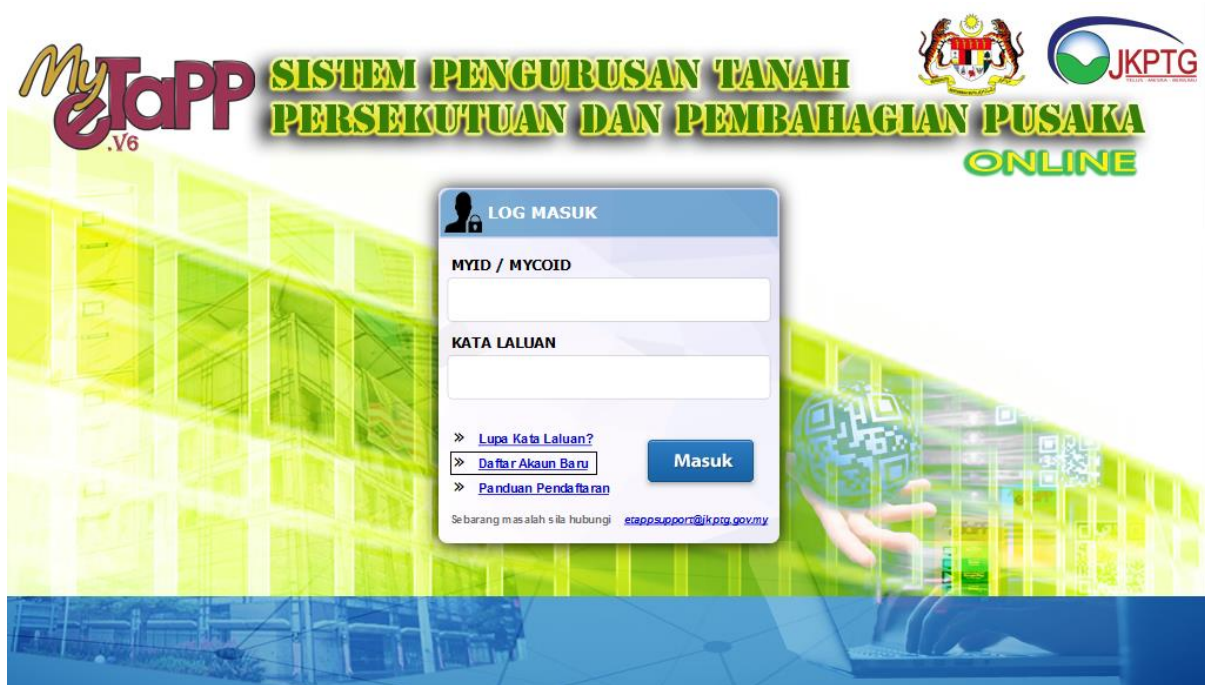 MyeTaPP
.V6
SISTEM PENGURUSAN TANAH
PERSEKUTUAN DAN PEMBAHAGIAN PUSAKA
ONLINE
JKPTG
LOG MASUK
MYID / MYCOID
KATA LALUAN
» Lupa Kata Laluan?
» Daftar Akaun Baru
» Panduan Pendaftaran
Masuk
Sebarang masalah sila hubungi etappsupport@jkptg.gov.my